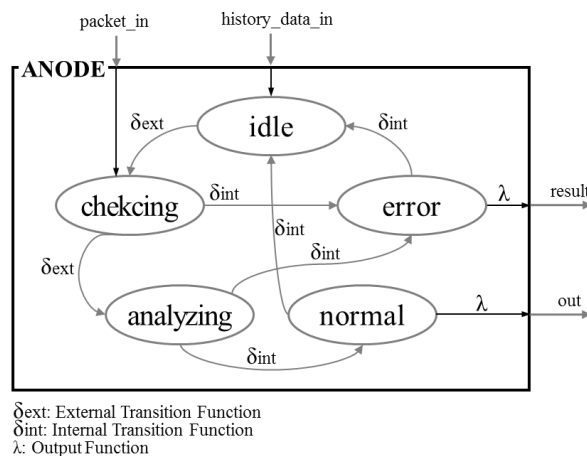 packet_in
history_data_in
ANODE
idle
δext
δint
chekcing
δint
error
λ
result
δint
δint
δext
analyzing
normal
λ
out
δint
δext: External Transition Function
δint: Internal Transition Function
λ: Output Function